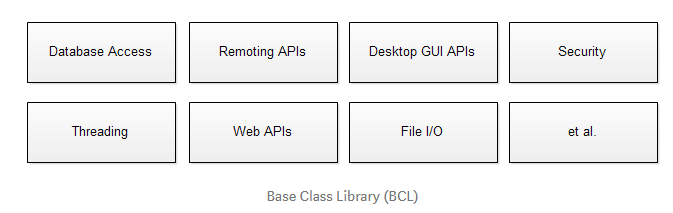 Database Access
Remoting APIs
Desktop GUI APIs
Security
Threading
Web APIs
File I/O
et al.
Base Class Library (BCL)